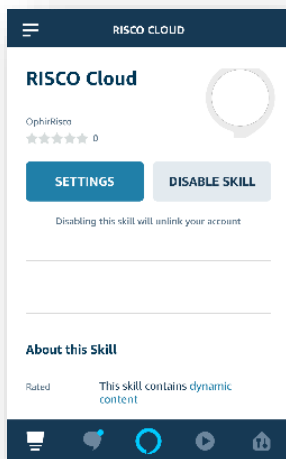 RISCO CLOUD
RISCO Cloud
OphirRisco
0
SETTINGS
DISABLE SKILL
Disabling this skill will unlink your account
About this Skill
Rated
This skill contains dynamic
content